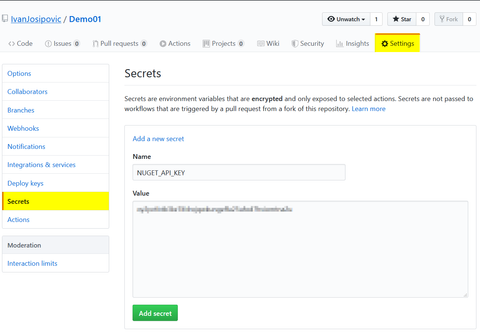 IvanJosipovic / Demo01
Unwatch 1 Star 0 Fork 0
Code Issues 0 Pull requests 0 Actions Projects 0 Wiki Security Insights Settings
Options
Collaborators
Branches
Webhooks
Notifications
Integrations & services
Deploy keys
Secrets
Actions
Moderation
Interaction limits
Secrets
Secrets are environment variables that are encrypted and only exposed to selected actions. Secrets are not passed to
workflows that are triggered by a pull request from a fork of this repository. Learn more
Add a new secret
Name
NUGET_API_KEY
Value
Add secret